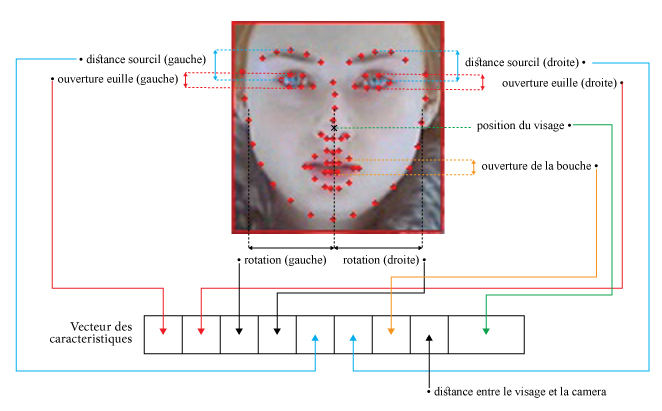 distance sourcil (gauche)
distance sourcil (droite)
ouverture euille (gauche)
ouverture euille (droite)
position du visage
ouverture de la bouche
rotation (gauche)
rotation (droite)
Vecteur des
caracteristiques
distance entre le visage et la camera